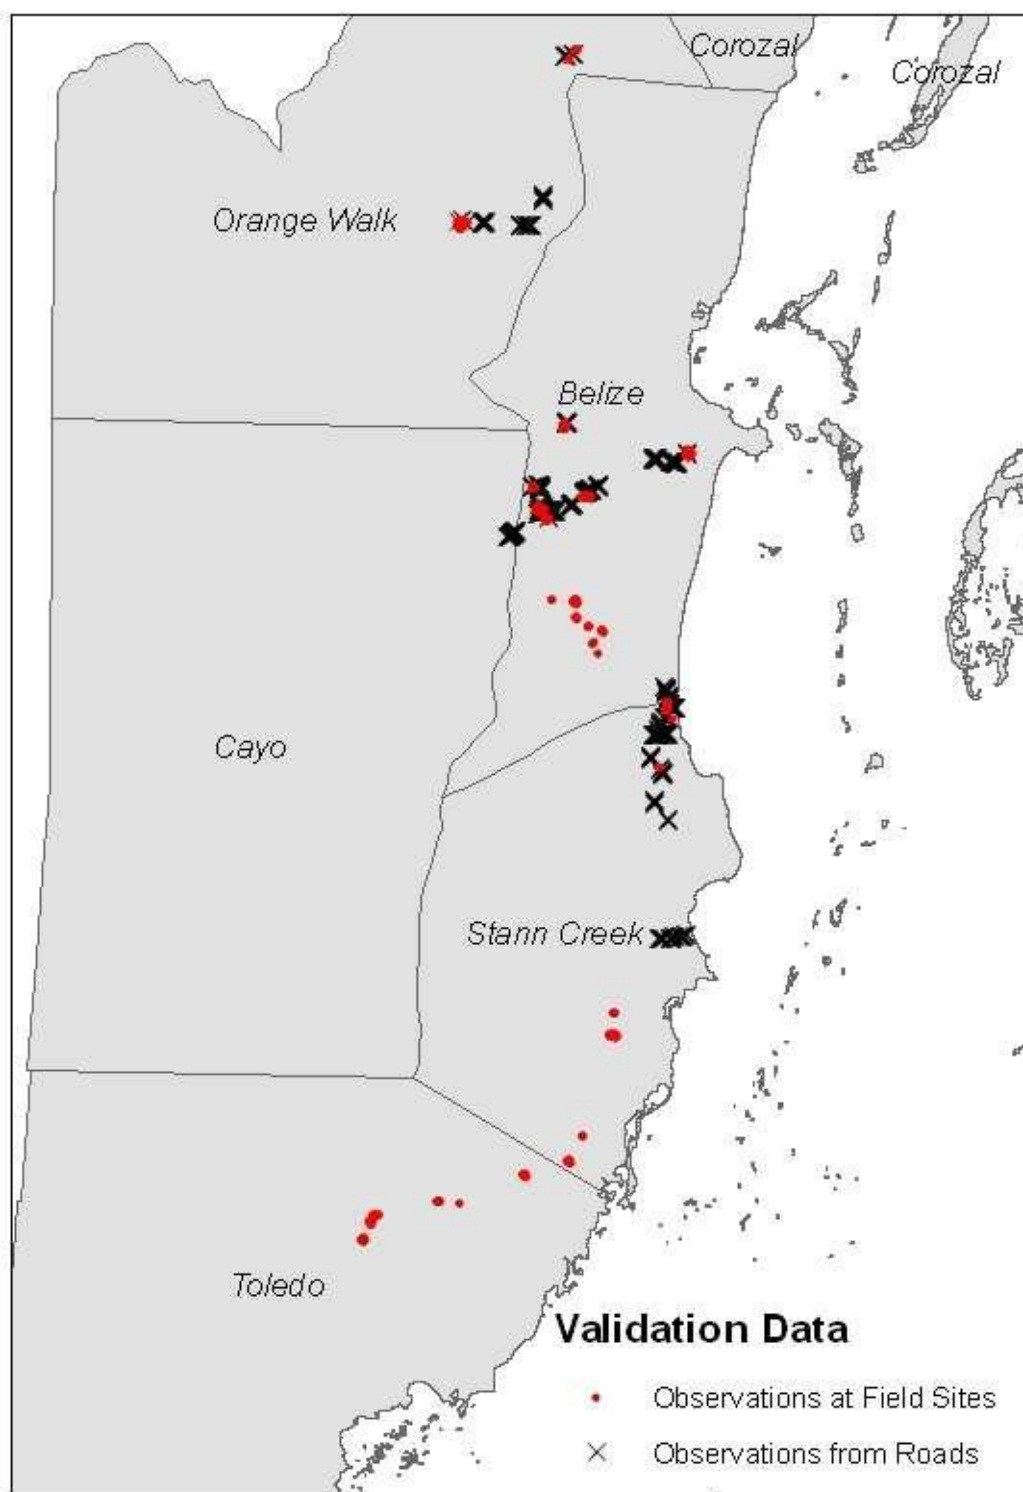 Corozal
Corozal
Orange Walk
Belize
Cayo
Stann Creek
Toledo
Validation Data
Observations at Field Sites
Observations from Roads